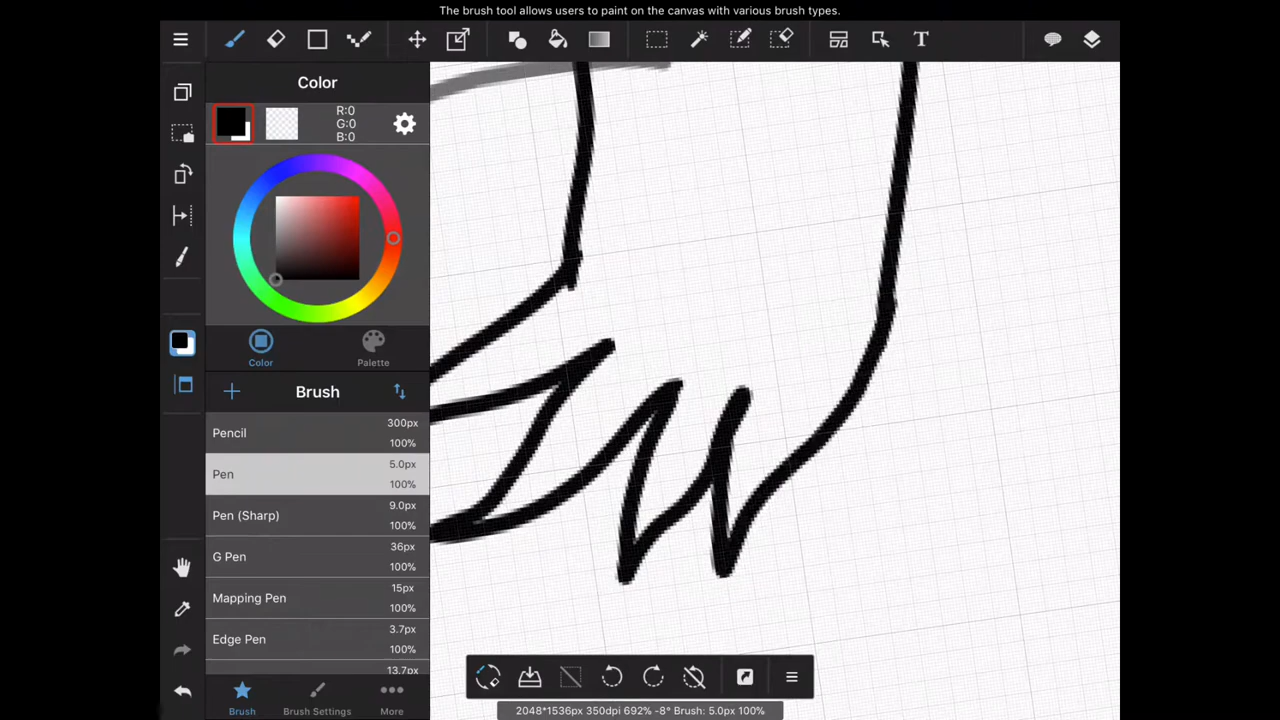 The brush tool allows users to paint on the canvas with various brush types.
T
Color
R:0
G:0
B:0
Color
Palette
Brush
Pencil
300px
100%
Pen
5.0px
100%
Pen (Sharp)
9.0px
100%
G Pen
36px
100%
Mapping Pen
15px
100%
Edge Pen
3.7px
100%
13.7px
Brush
Brush Settings
More
2048*1536px 350dpi 692% -8° Brush: 5.0px 100%